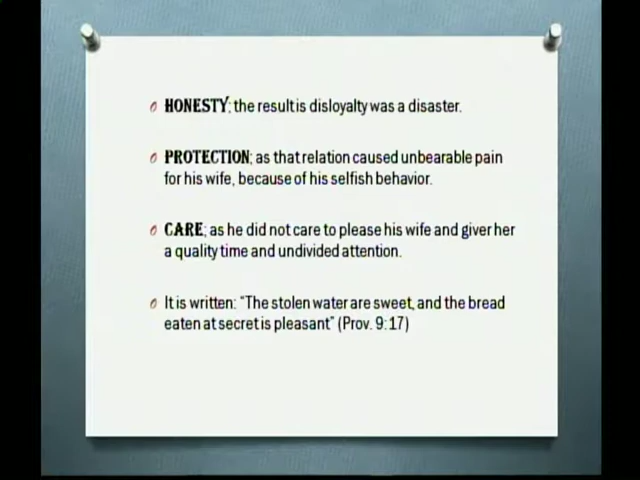 HONESTY; the result is disloyalty was a disaster.
PROTECTION; as that relation caused unbearable pain
for his wife, because of his selfish behavior.
CARE; as he did not care to please his wife and giver her
a quality time and undivided attention.
It is written: "The stolen water are sweet, and the bread
eaten at secret is pleasant" (Prov. 9:17)